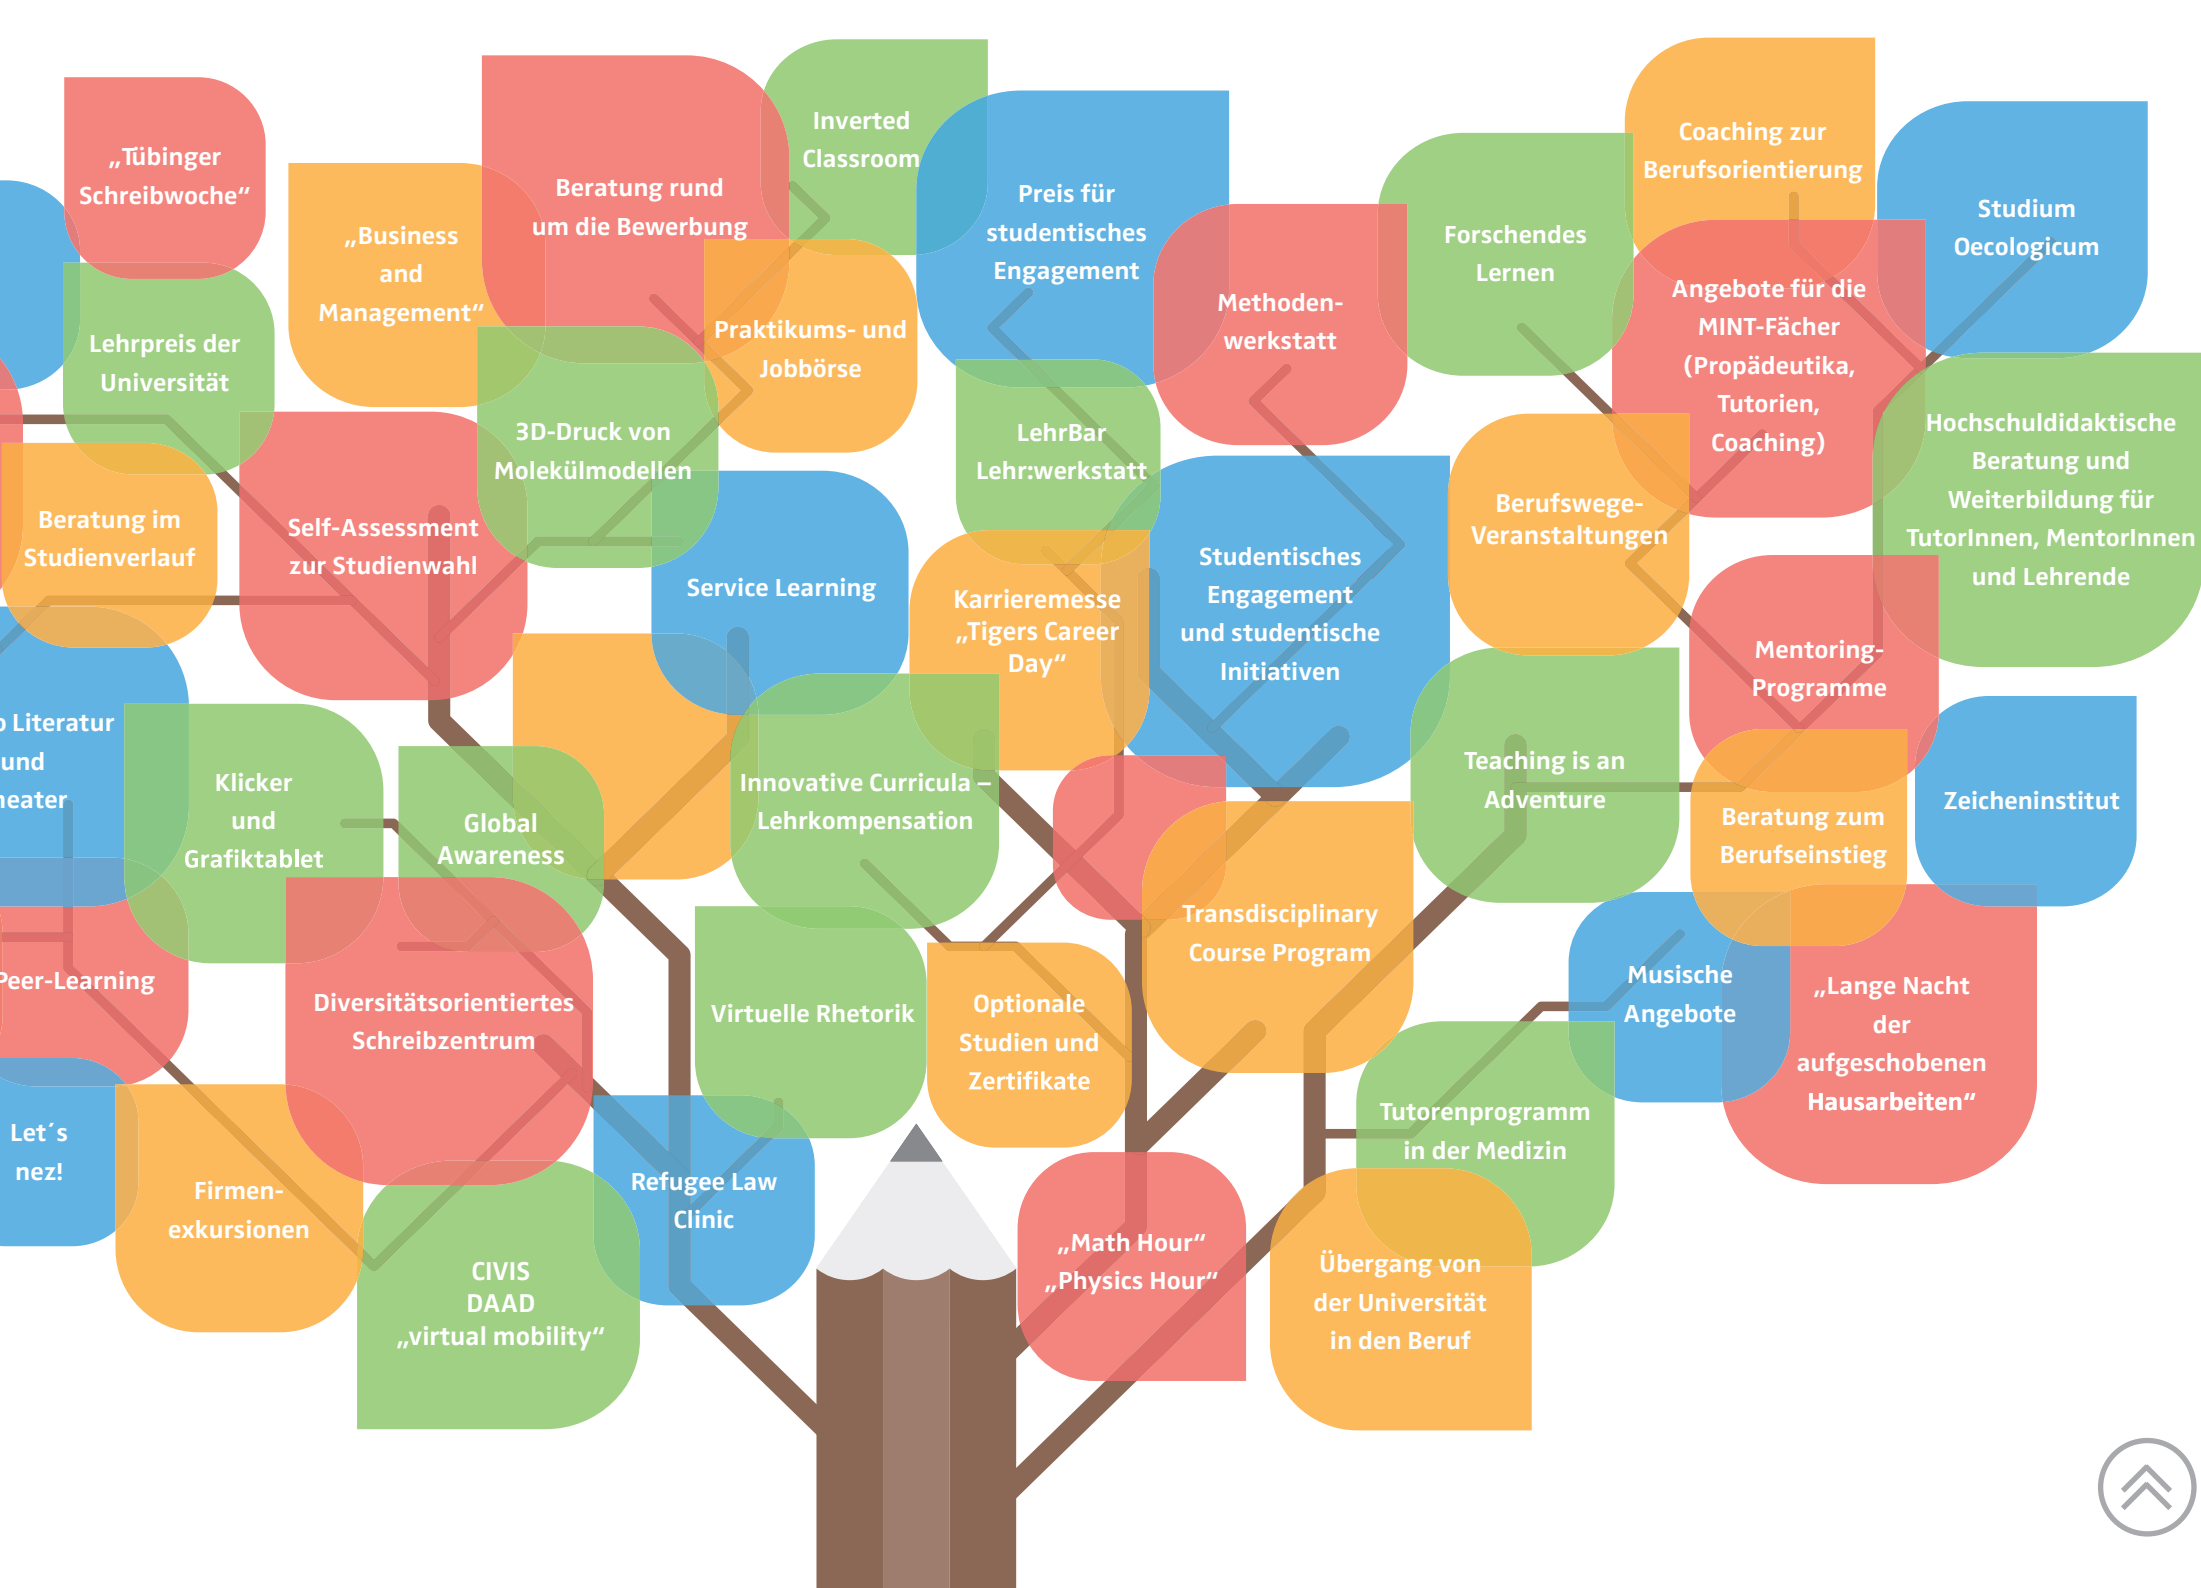 „Tübinger
Schreibwoche“
„Business
and
Management“
Beratung rund
um die Bewerbung
Inverted
Classroom
Preis für
studentisches
Engagement
Methoden-
werkstatt
Forschendes
Lernen
Coaching zur
Berufsorientierung
Studium
Oecologicum
Lehrpreis der
Universität
Praktikums- und
Jobbörse
Angebote für die
MINT-Fächer
(Propädeutika,
Tutorien,
Coaching)
3D-Druck von
Molekülmodellen
LehrBar
Lehr:werkstatt
Hochschuldidaktische
Beratung und
Weiterbildung für
TutorInnen, MentorInnen
und Lehrende
Beratung im
Studienverlauf
Self-Assessment
zur Studienwahl
Service Learning
Karrieremesse
„Tigers Career
Day“
Studentisches
Engagement
und studentische
Initiativen
Berufswege-
Veranstaltungen
Mentoring-
Programme
Literatur
und
Klicker
und
Grafiktablet
Global
Awareness
Innovative Curricula –
Lehrkompensation
Teaching is an
Adventure
Beratung zum
Berufseinstieg
Zeicheninstitut
Peer-Learning
Diversitätsorientiertes
Schreibzentrum
Virtuelle Rhetorik
Optionale
Studien und
Zertifikate
Transdisciplinary
Course Program
Musische
Angebote
„Lange Nacht
der
aufgeschobenen
Hausarbeiten“
Let´s
nez!
Firmen-
exkursionen
CIVIS
DAAD
„virtual mobility“
Refugee Law
Clinic
„Math Hour“
„Physics Hour“
Tutorenprogramm
in der Medizin
Übergang von
der Universität
in den Beruf